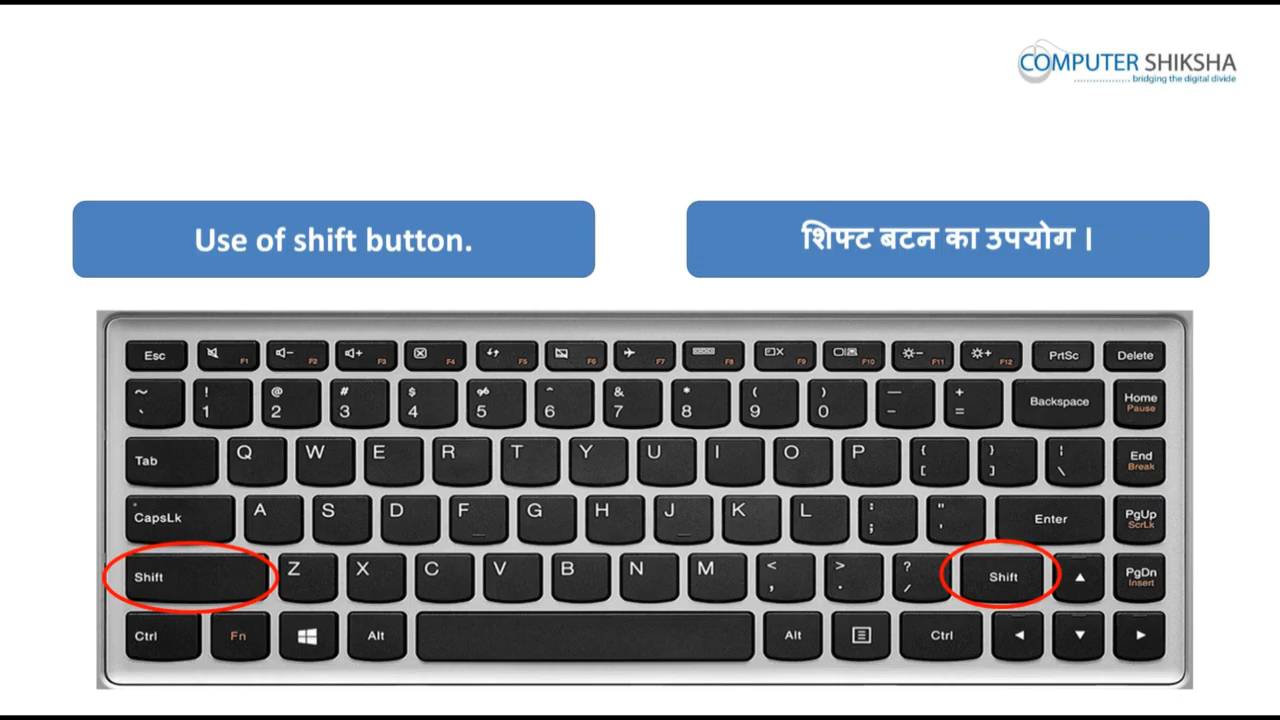 COMPUTER SHIKSHA
bridging the digital divide
Use of shift button.
शिफ्ट बटन का उपयोग ।
Esc F1 F2 F3 F4 F5 F6 F7 F8 F9 F10 F11 F12 PrtSc Delete
~ ! @ # $ % ^ & * ( ) — +
` 1 2 3 4 5 6 7 8 9 0 - = Backspace Home
Pause
Tab Q W E R T Y U I O P { } ¦ End
[ ] \ Break
CapsLk A S D F G H J K L : " Enter PgUp
; ' ScrLk
Shift Z X C V B N M < > ? Shift ▲ PgDn
, . / Insert
Ctrl Fn Alt Alt Ctrl ◄ ▼ ►